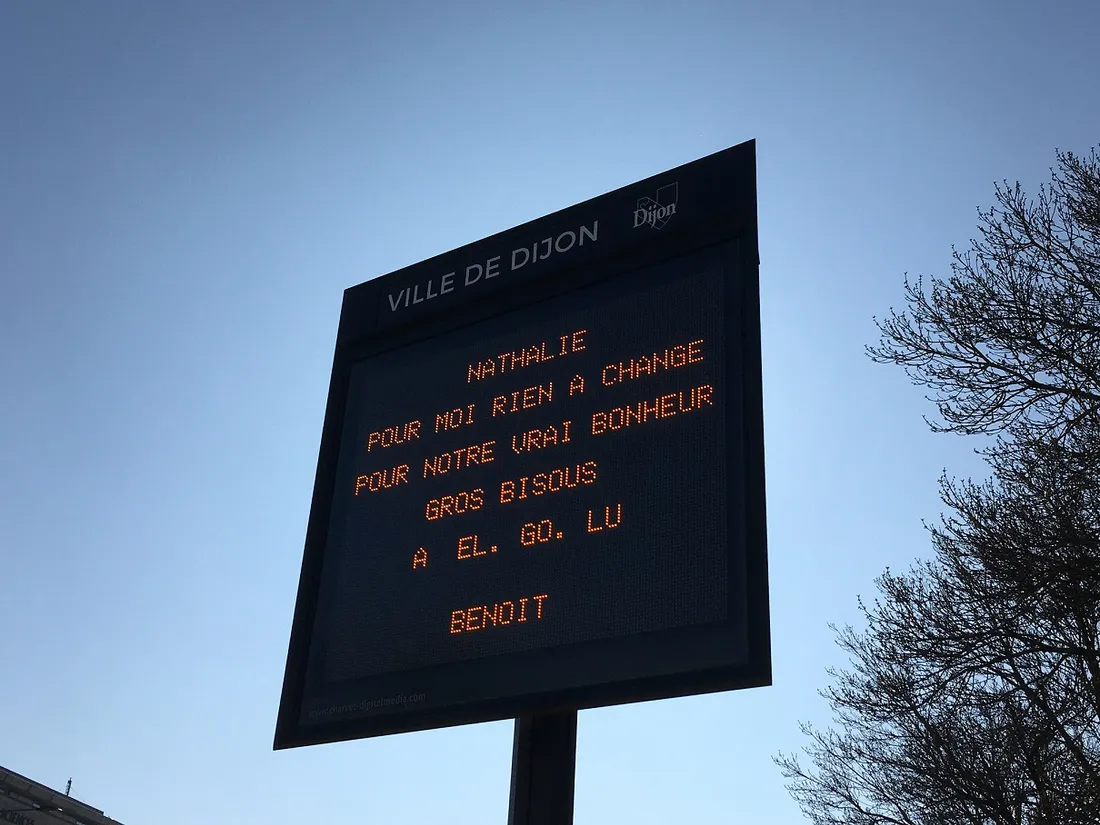 VILLE DE DIJON
Dijon
NATHALIE
POUR MOI RIEN A CHANGE
POUR NOTRE VRAI BONHEUR
GROS BISOUS
A EL. GO. LU
BENOIT